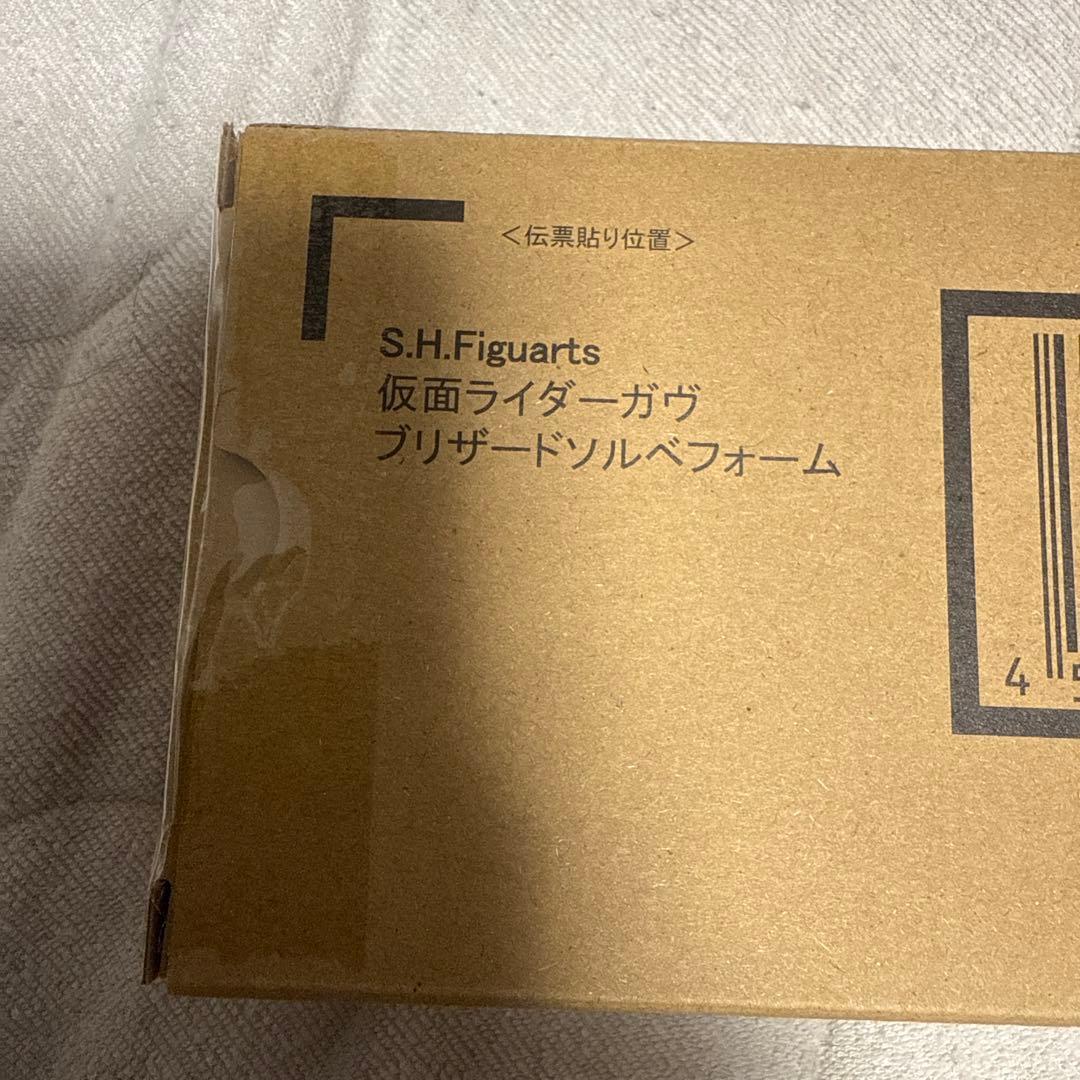 <伝票貼り位置>
S.H.Figuarts
仮面ライダーガヴ
ブリザードソルベフォーム
4